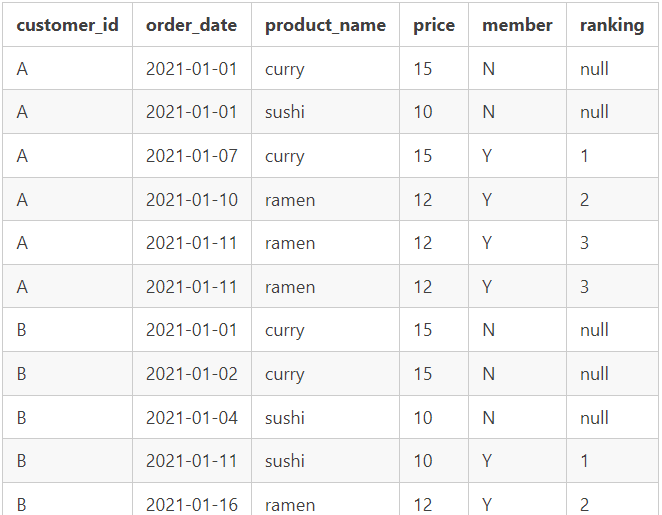 customer_id order_date product_name price member ranking
A 2021-01-01 curry 15 N null
A 2021-01-01 sushi 10 N null
A 2021-01-07 curry 15 Y 1
A 2021-01-10 ramen 12 Y 2
A 2021-01-11 ramen 12 Y 3
A 2021-01-11 ramen 12 Y 3
B 2021-01-01 curry 15 N null
B 2021-01-02 curry 15 N null
B 2021-01-04 sushi 10 N null
B 2021-01-11 sushi 10 Y 1
B 2021-01-16 ramen 12 Y 2